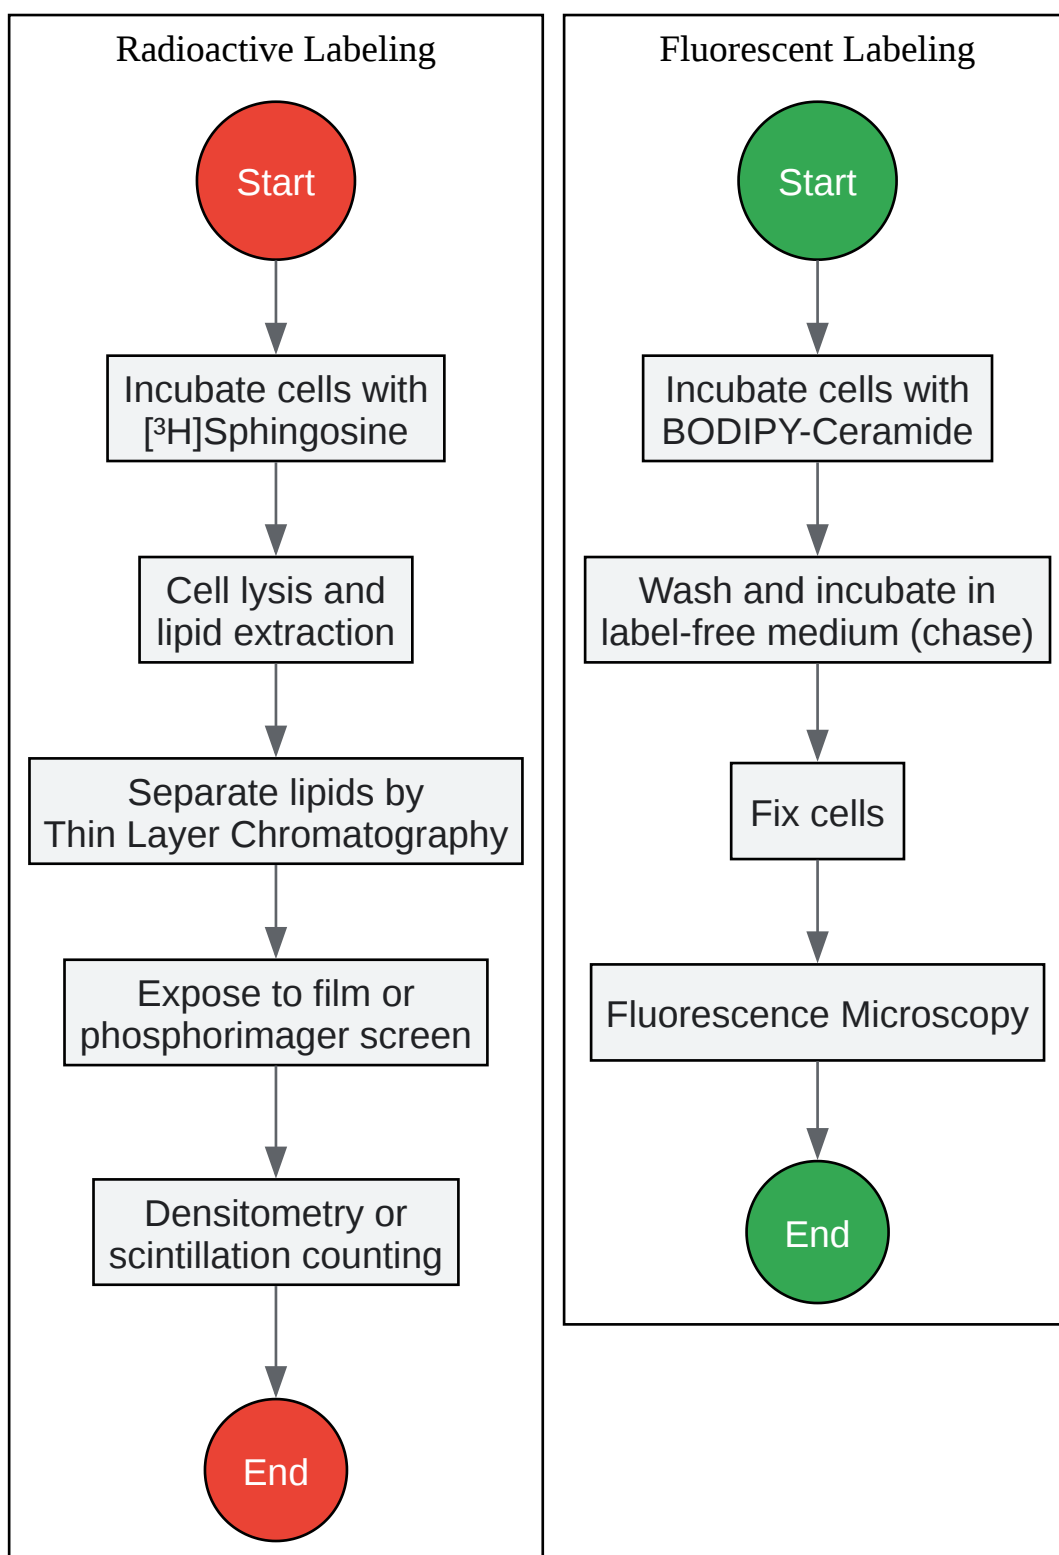 Radioactive Labeling
Start
Incubate cells with
[³H]Sphingosine
Cell lysis and
lipid extraction
Separate lipids by
Thin Layer Chromatography
Expose to film or
phosphorimager screen
Densitometry or
scintillation counting
End
Fluorescent Labeling
Start
Incubate cells with
BODIPY-Ceramide
Wash and incubate in
label-free medium (chase)
Fix cells
Fluorescence Microscopy
End